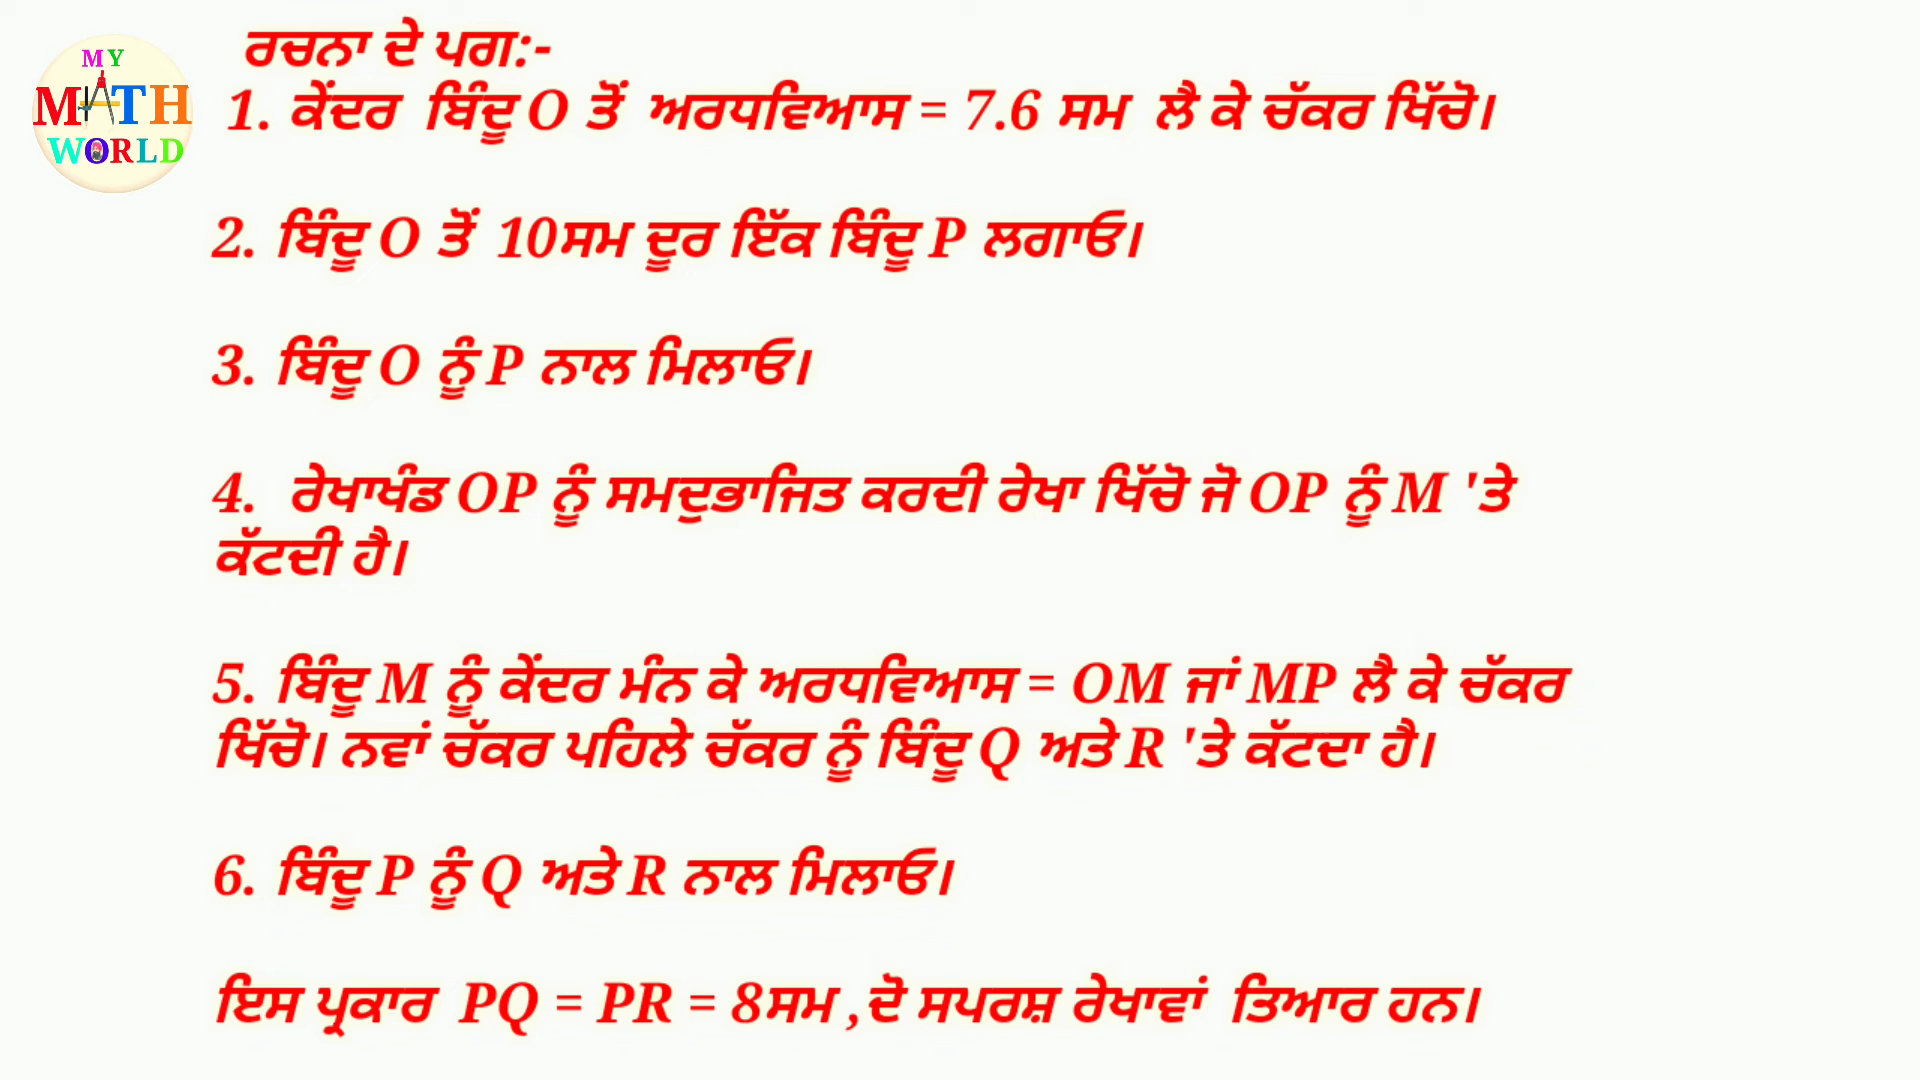 MY
MATH
WORLD
ਰਚਨਾ ਦੇ ਪਗ:-
1. ਕੇਂਦਰ ਬਿੰਦੂ O ਤੋਂ ਅਰਧਵਿਆਸ = 7.6 ਸਮ ਲੈ ਕੇ ਚੱਕਰ ਖਿੱਚੋ।
2. ਬਿੰਦੂ O ਤੋਂ 10ਸਮ ਦੂਰ ਇੱਕ ਬਿੰਦੂ P ਲਗਾਓ।
3. ਬਿੰਦੂ O ਨੂੰ P ਨਾਲ ਮਿਲਾਓ।
4. ਰੇਖਾਖੰਡ OP ਨੂੰ ਸਮਦੁਭਾਜਿਤ ਕਰਦੀ ਰੇਖਾ ਖਿੱਚੋ ਜੋ OP ਨੂੰ M 'ਤੇ
ਕੱਟਦੀ ਹੈ।
5. ਬਿੰਦੂ M ਨੂੰ ਕੇਂਦਰ ਮੰਨ ਕੇ ਅਰਧਵਿਆਸ = OM ਜਾਂ MP ਲੈ ਕੇ ਚੱਕਰ
ਖਿੱਚੋ। ਨਵਾਂ ਚੱਕਰ ਪਹਿਲੇ ਚੱਕਰ ਨੂੰ ਬਿੰਦੂ Q ਅਤੇ R 'ਤੇ ਕੱਟਦਾ ਹੈ।
6. ਬਿੰਦੂ P ਨੂੰ Q ਅਤੇ R ਨਾਲ ਮਿਲਾਓ।
ਇਸ ਪ੍ਰਕਾਰ PQ = PR = 8ਸਮ ,ਦੋ ਸਪਰਸ਼ ਰੇਖਾਵਾਂ ਤਿਆਰ ਹਨ।